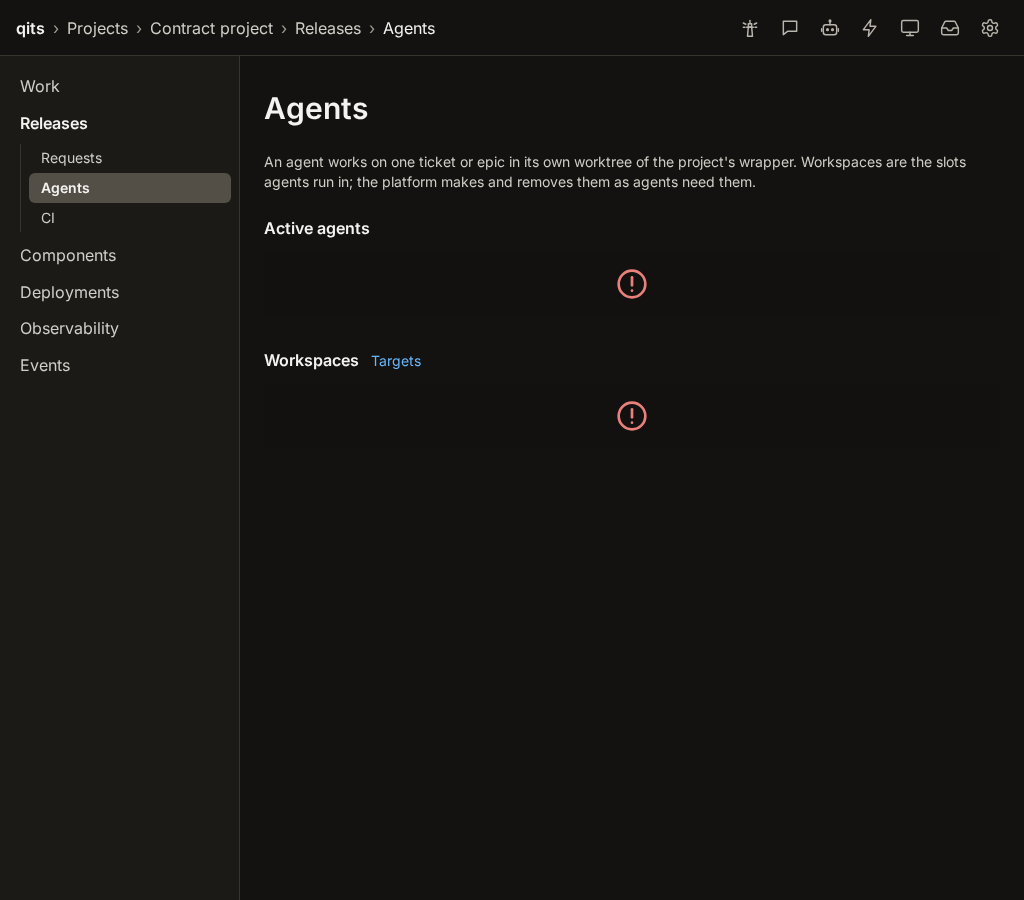 qits › Projects › Contract project › Releases › Agents
Work
Releases
Requests
Agents
CI
Components
Deployments
Observability
Events
Agents
An agent works on one ticket or epic in its own worktree of the project's wrapper. Workspaces are the slots
agents run in; the platform makes and removes them as agents need them.
Active agents
Workspaces Targets